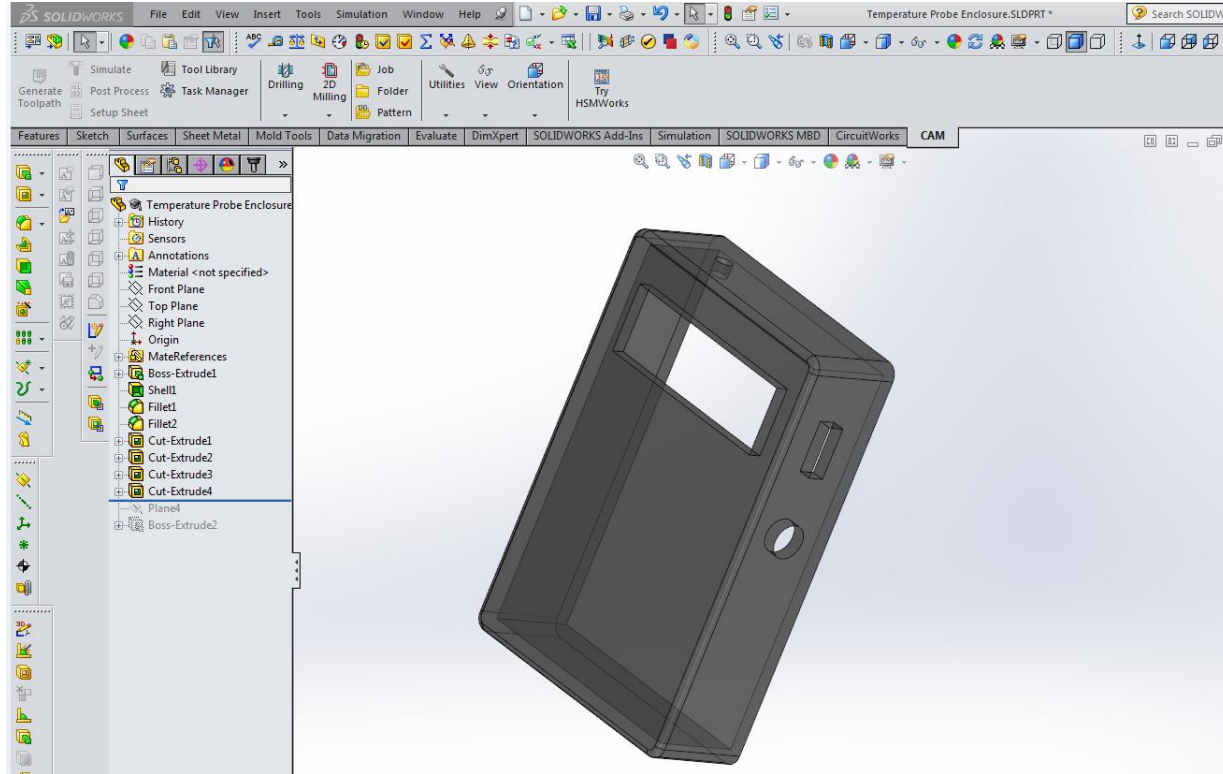 SOLIDWORKS File Edit View Insert Tools Simulation Window Help Temperature Probe Enclosure.SLDPRT * Search SOLIDW
ABC
Generate Toolpath
Simulate
Post Process
Setup Sheet
Tool Library
Task Manager
Drilling
2D Milling
Job
Folder
Pattern
Utilities
View
Orientation
Try HSMWorks
Features Sketch Surfaces Sheet Metal Mold Tools Data Migration Evaluate DimXpert SOLIDWORKS Add-Ins Simulation SOLIDWORKS MBD CircuitWorks CAM
Temperature Probe Enclosure
History
Sensors
Annotations
Material <not specified>
Front Plane
Top Plane
Right Plane
Origin
MateReferences
Boss-Extrude1
Shell1
Fillet1
Fillet2
Cut-Extrude1
Cut-Extrude2
Cut-Extrude3
Cut-Extrude4
Plane4
Boss-Extrude2
3D